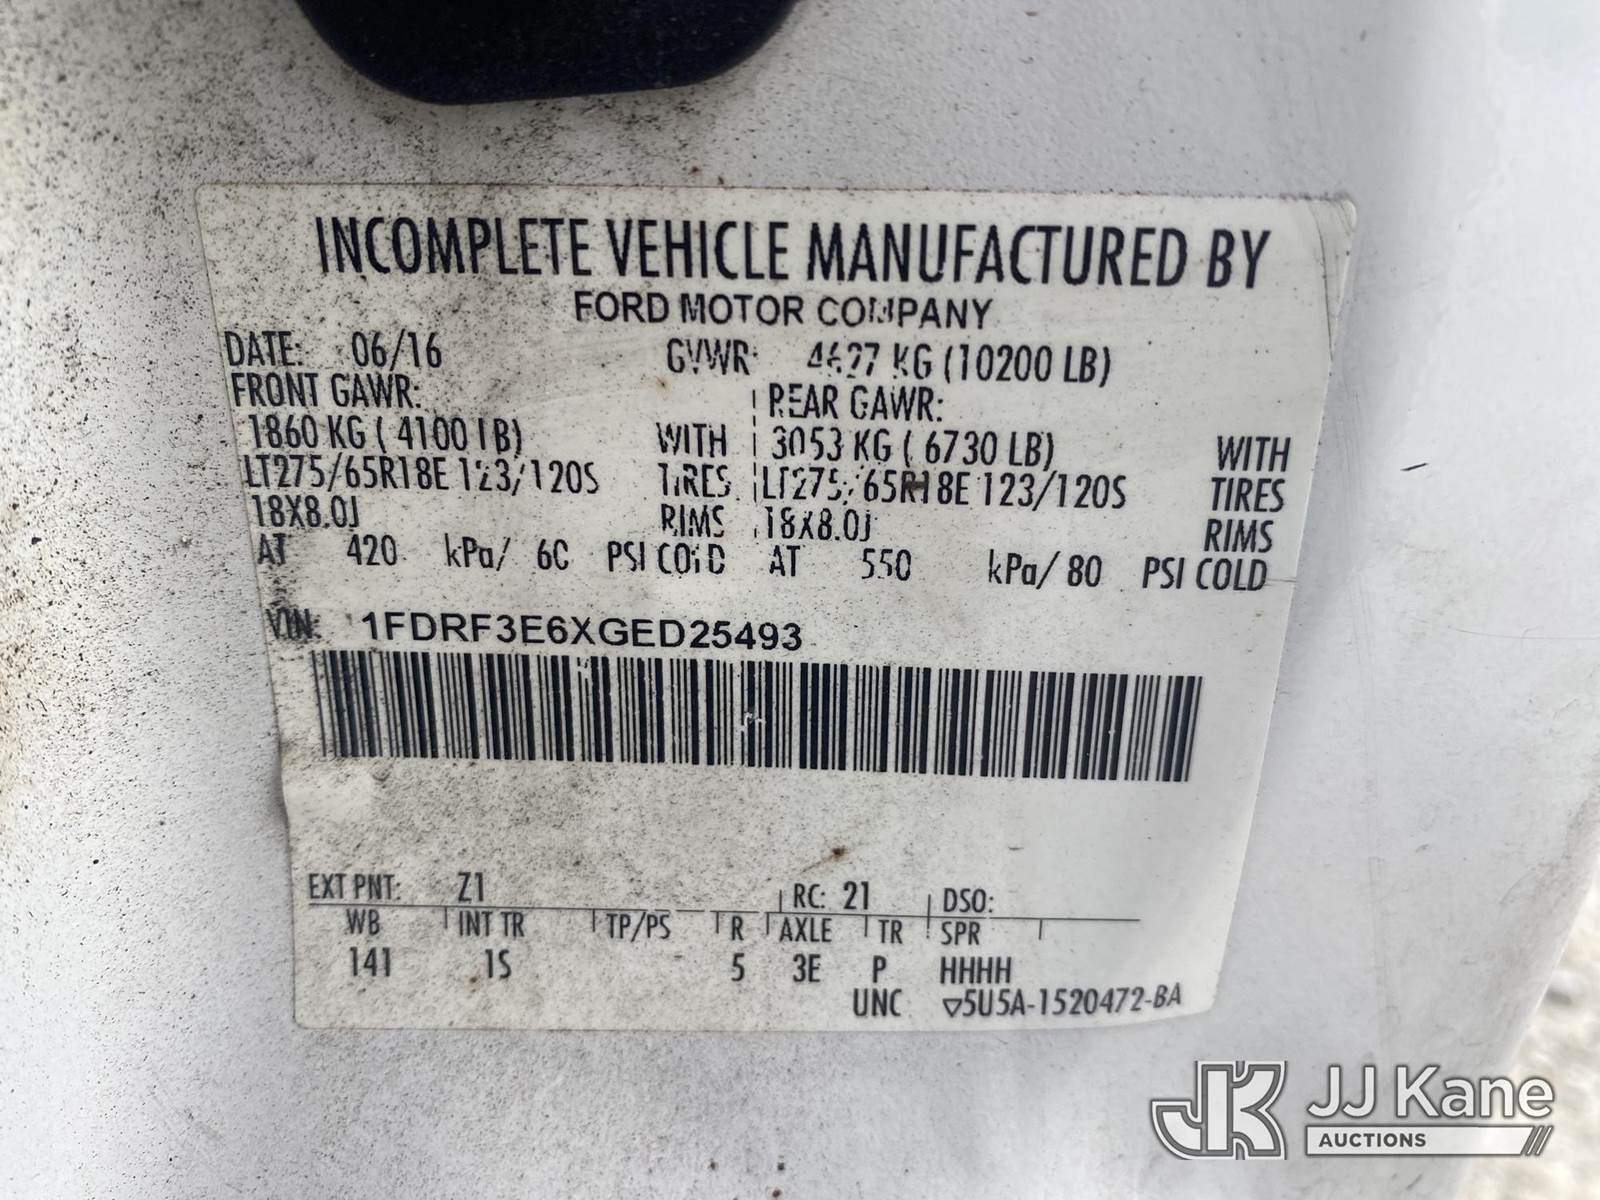 INCOMPLETE VEHICLE MANUFACTURED BY
FORD MOTOR COMPANY
DATE: 06/16 GVWR: 4627 KG (10200 LB)
FRONT GAWR: REAR GAWR:
1860 KG ( 4100 LB) WITH 3053 KG ( 6730 LB) WITH
LT275/65R18E 123/120S TIRES LT275/65R18E 123/120S TIRES
18X8.0J RIMS 18X8.0J RIMS
AT 420 kPa/ 60 PSI COLD AT 550 kPa/ 80 PSI COLD
VIN: 1FDRF3E6XGED25493
EXT PNT: Z1 RC: 21 DSO:
WB INT TR TP/PS R AXLE TR SPR
141 1S 5 3E P HHHH
UNC ▽5U5A-1520472-BA
JK JJ Kane
AUCTIONS